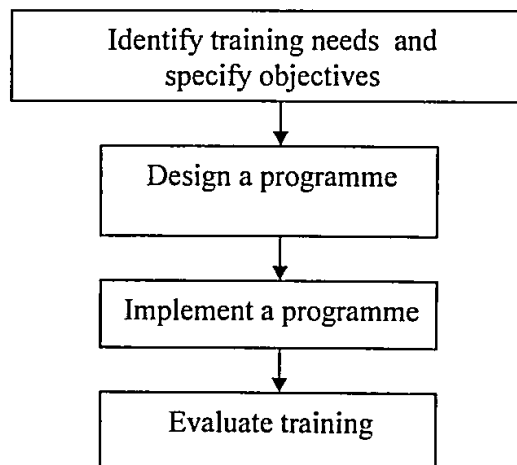 Identify training needs and
specify objectives
Design a programme
Implement a programme
Evaluate training